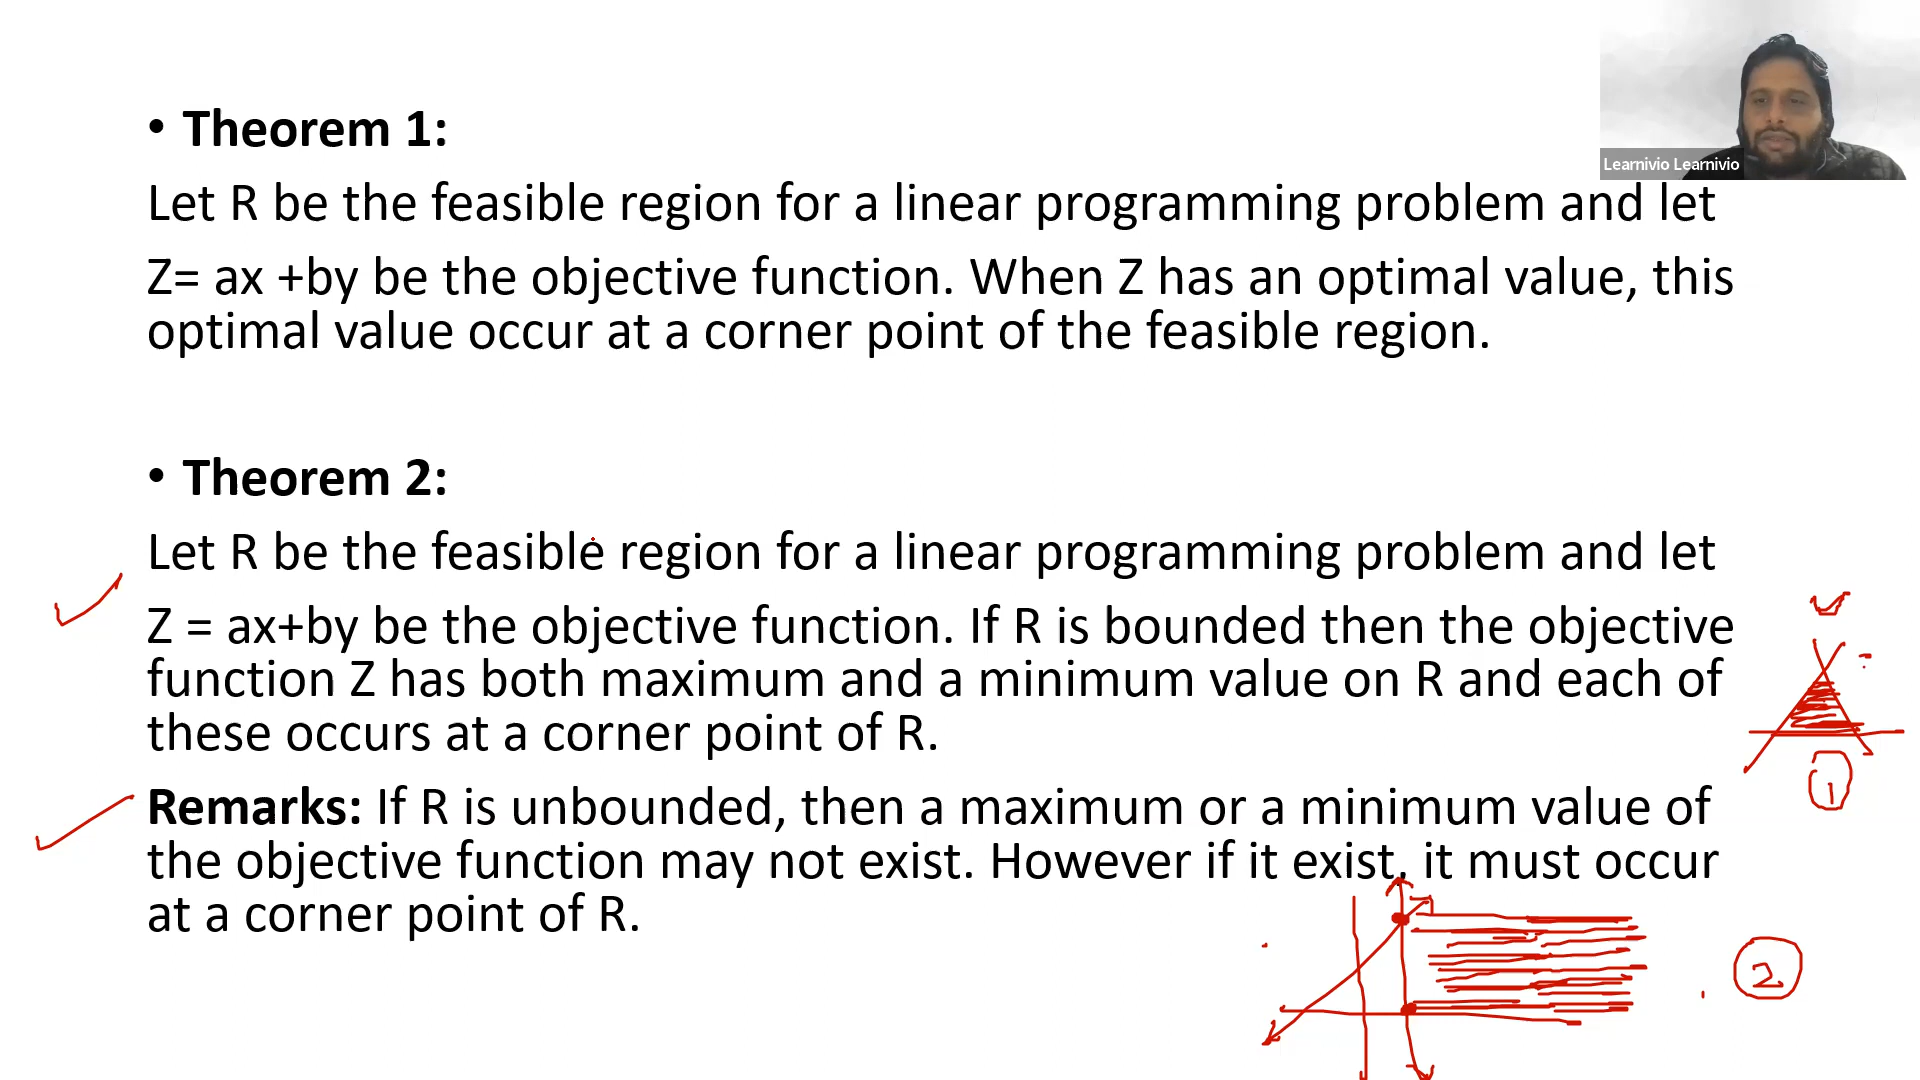 • Theorem 1:
Learnivio Learnivio
Let R be the feasible region for a linear programming problem and let
Z= ax +by be the objective function. When Z has an optimal value, this
optimal value occur at a corner point of the feasible region.
• Theorem 2:
Let R be the feasible region for a linear programming problem and let
Z = ax+by be the objective function. If R is bounded then the objective
function Z has both maximum and a minimum value on R and each of
these occurs at a corner point of R.
1
Remarks: If R is unbounded, then a maximum or a minimum value of
the objective function may not exist. However if it exist, it must occur
at a corner point of R.
2